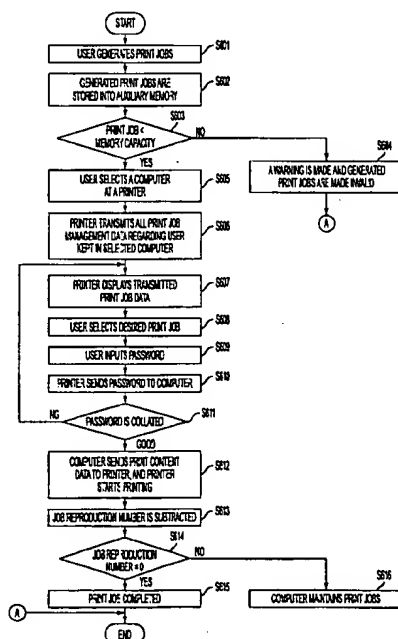 START
USER GENERATES PRINT JOBS
S601
GENERATED PRINT JOBS ARE
STORED INTO AUXILIARY MEMORY
S602
S603
PRINT JOB <
MEMORY CAPACITY
NO
YES
S604
A WARNING IS MADE AND GENERATED
PRINT JOBS ARE MADE INVALID
A
USER SELECTS A COMPUTER
AT A PRINTER
S605
PRINTER TRANSMITS ALL PRINT JOB
MANAGEMENT DATA REGARDING USER
KEPT IN SELECTED COMPUTER
S606
PRINTER DISPLAYS TRANSMITTED
PRINT JOB DATA
S607
USER SELECTS DESIRED PRINT JOB
S608
USER INPUTS PASSWORD
S609
PRINTER SENDS PASSWORD TO COMPUTER
S610
NG
PASSWORD IS COLLATED
S611
GOOD
COMPUTER SENDS PRINT CONTENT
DATA TO PRINTER, AND PRINTER
STARTS PRINTING
S612
JOB REPRODUCTION NUMBER IS SUBTRACTED
S613
S614
JOB REPRODUCTION
NUMBER = 0
NO
YES
S615
PRINT JOB COMPLETED
S616
COMPUTER MAINTAINS PRINT JOBS
A
END